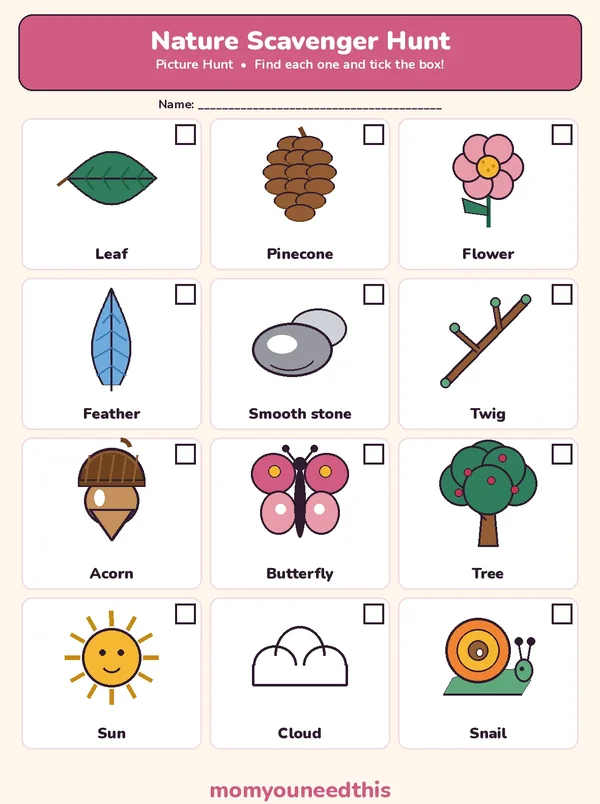 Nature Scavenger Hunt
Picture Hunt • Find each one and tick the box!
Name: ________________________________________
Leaf
Pinecone
Flower
Feather
Smooth stone
Twig
Acorn
Butterfly
Tree
Sun
Cloud
Snail
momyouneedthis